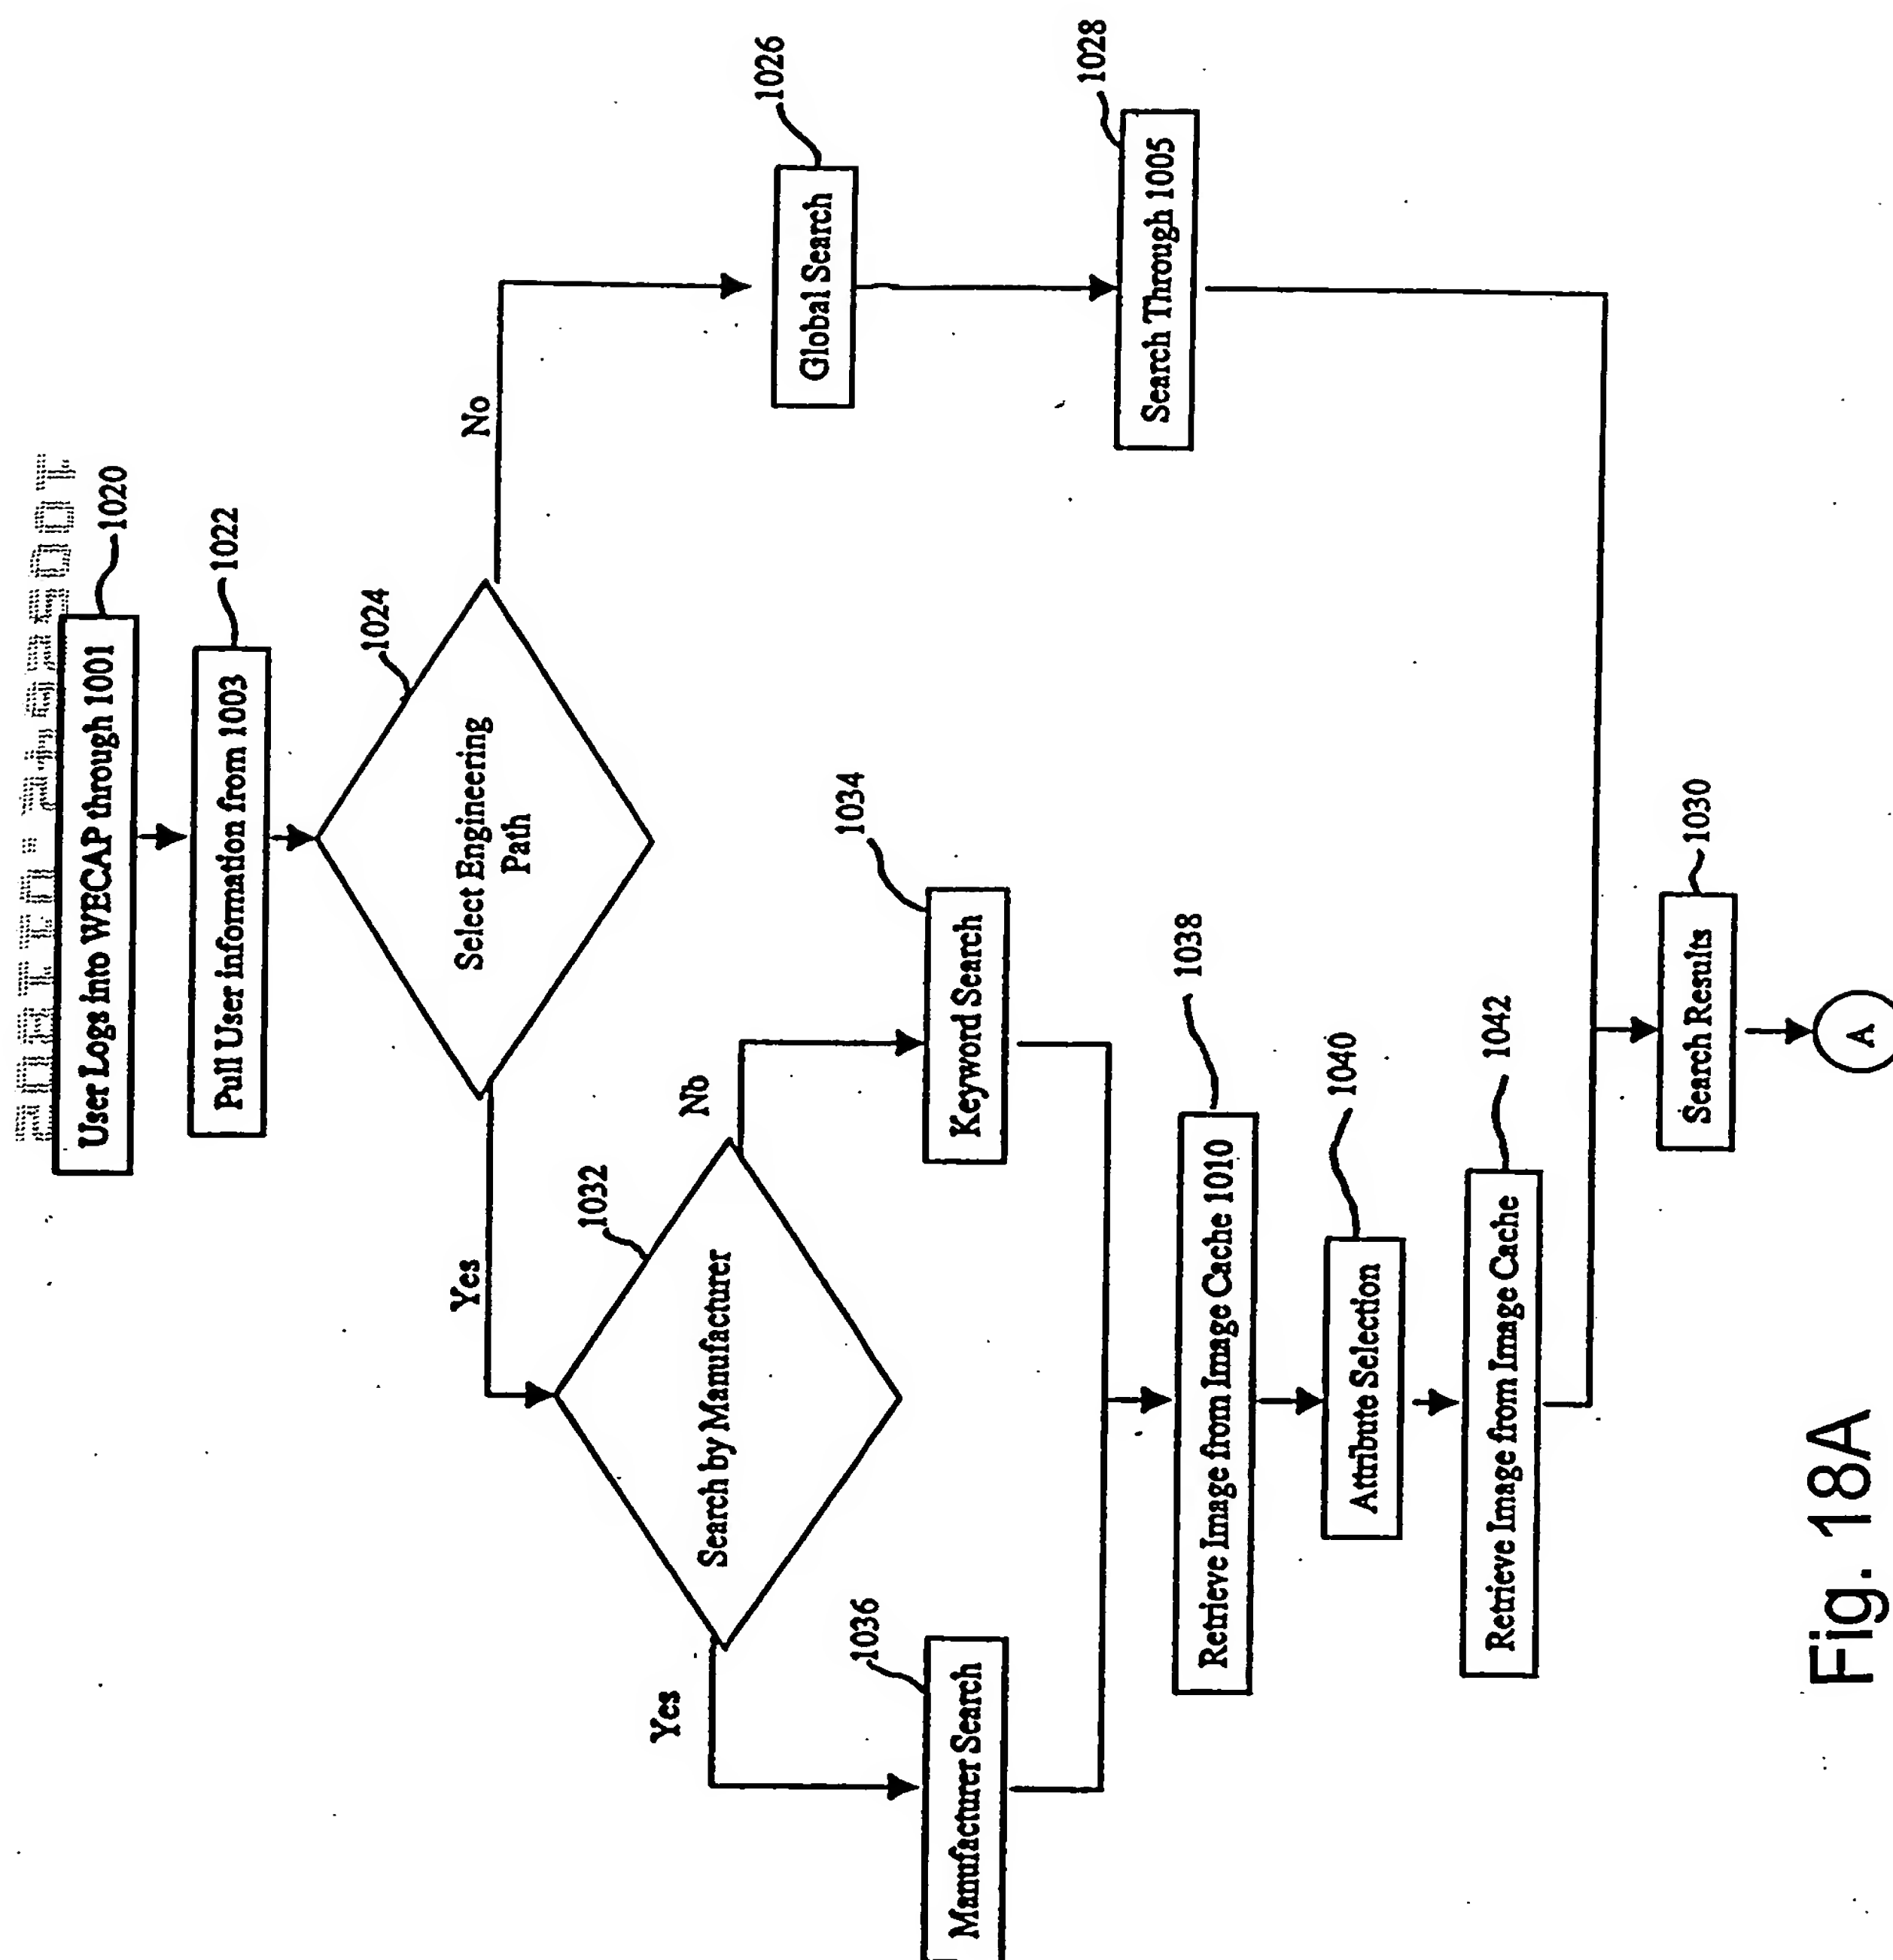 User Logs into WECAP through 1001
1020
Pull User information from 1003
1022
Select Engineering
Path
1024
Yes
No
Search by Manufacturer
1032
Yes
No
Global Search
1026
Search Through 1005
1028
Manufacturer Search
1036
Keyword Search
1034
Retrieve Image from Image Cache 1010
1038
Attribute Selection
1040
Retrieve Image from Image Cache
1042
Search Results
1030
A
Fig. 18A